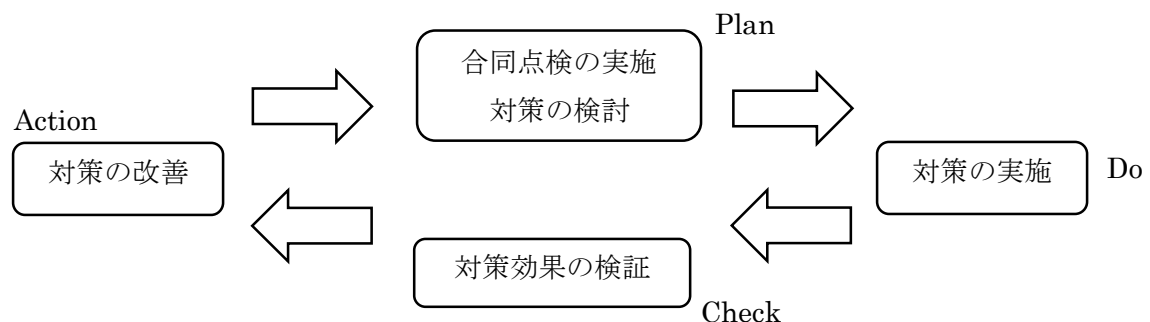 Plan
合同点検の実施
対策の検討
Action
対策の改善
対策の実施
Do
対策効果の検証
Check